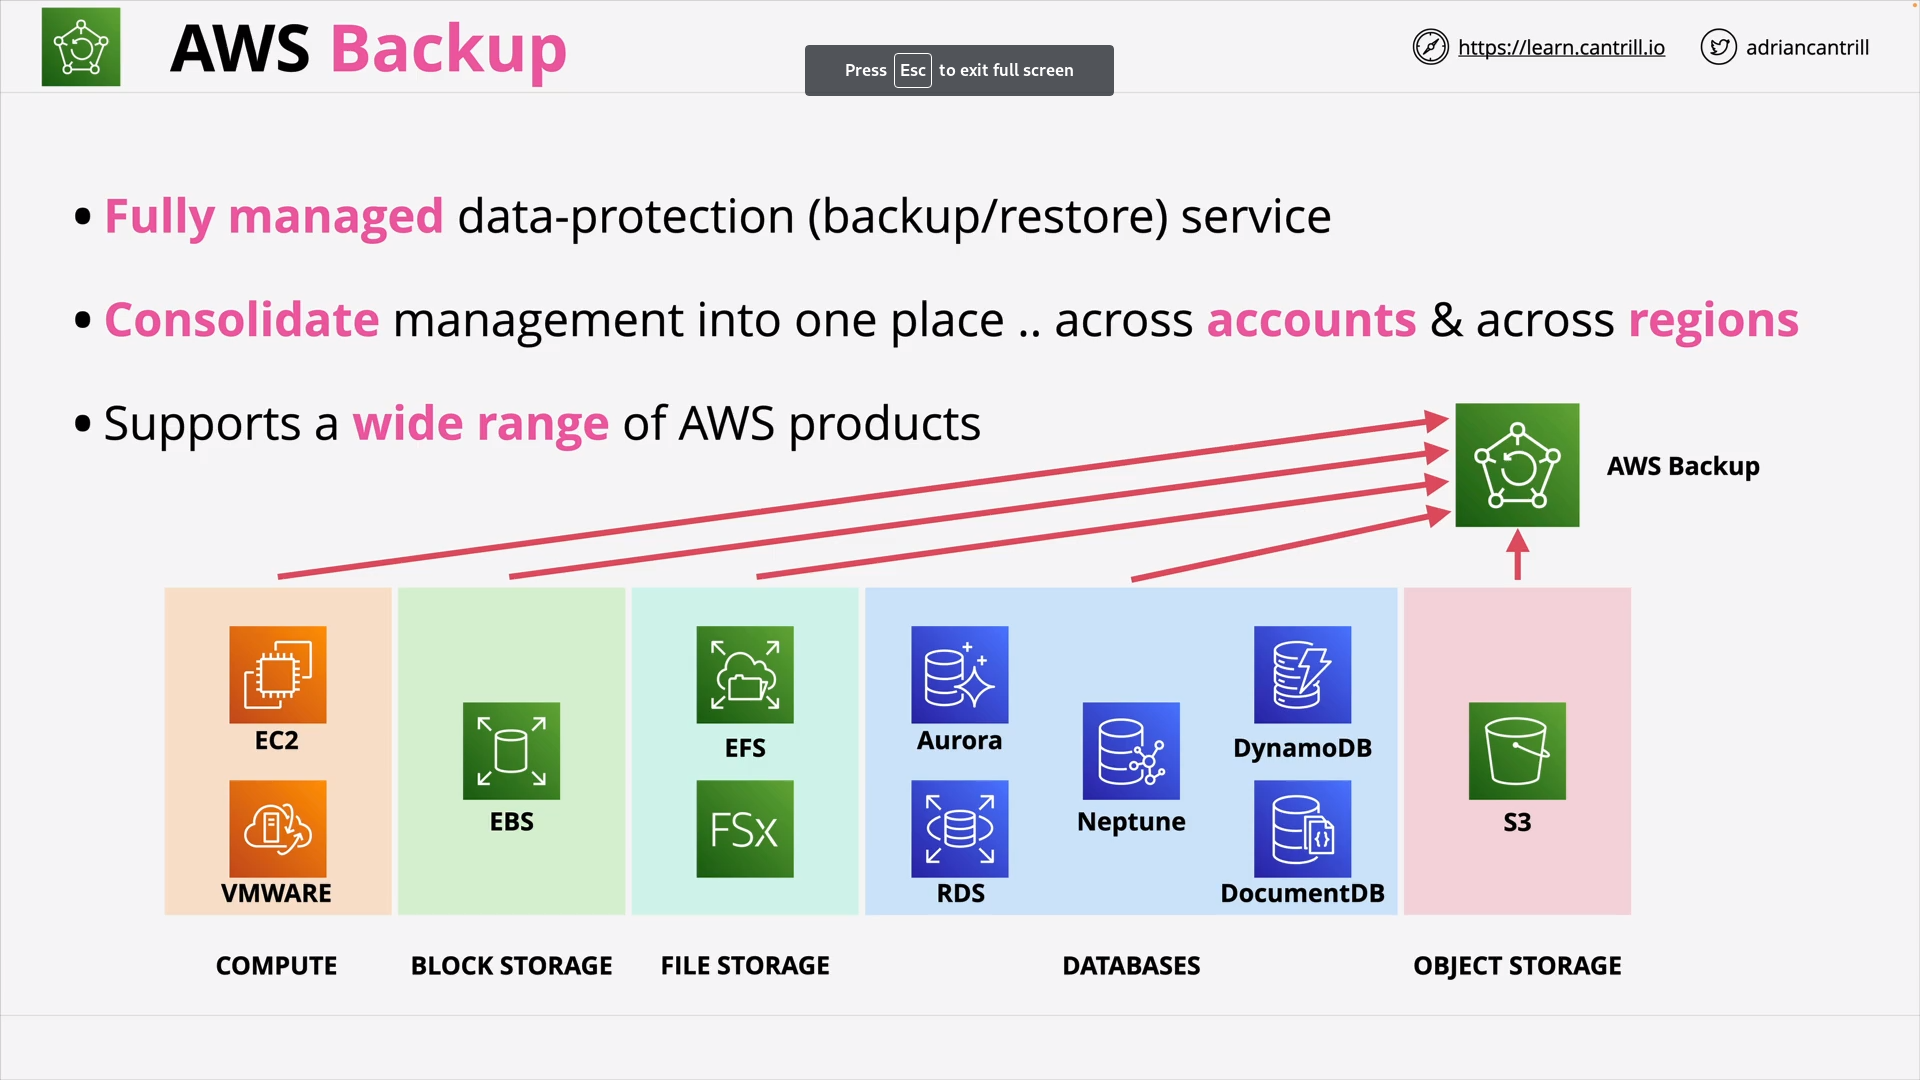 AWS Backup
Press Esc to exit full screen
https://learn.cantrill.io
adriancantrill
• Fully managed data-protection (backup/restore) service
• Consolidate management into one place .. across accounts & across regions
• Supports a wide range of AWS products
AWS Backup
EC2
VMWARE
EBS
EFS
FSx
Aurora
RDS
Neptune
DynamoDB
DocumentDB
S3
COMPUTE
BLOCK STORAGE
FILE STORAGE
DATABASES
OBJECT STORAGE